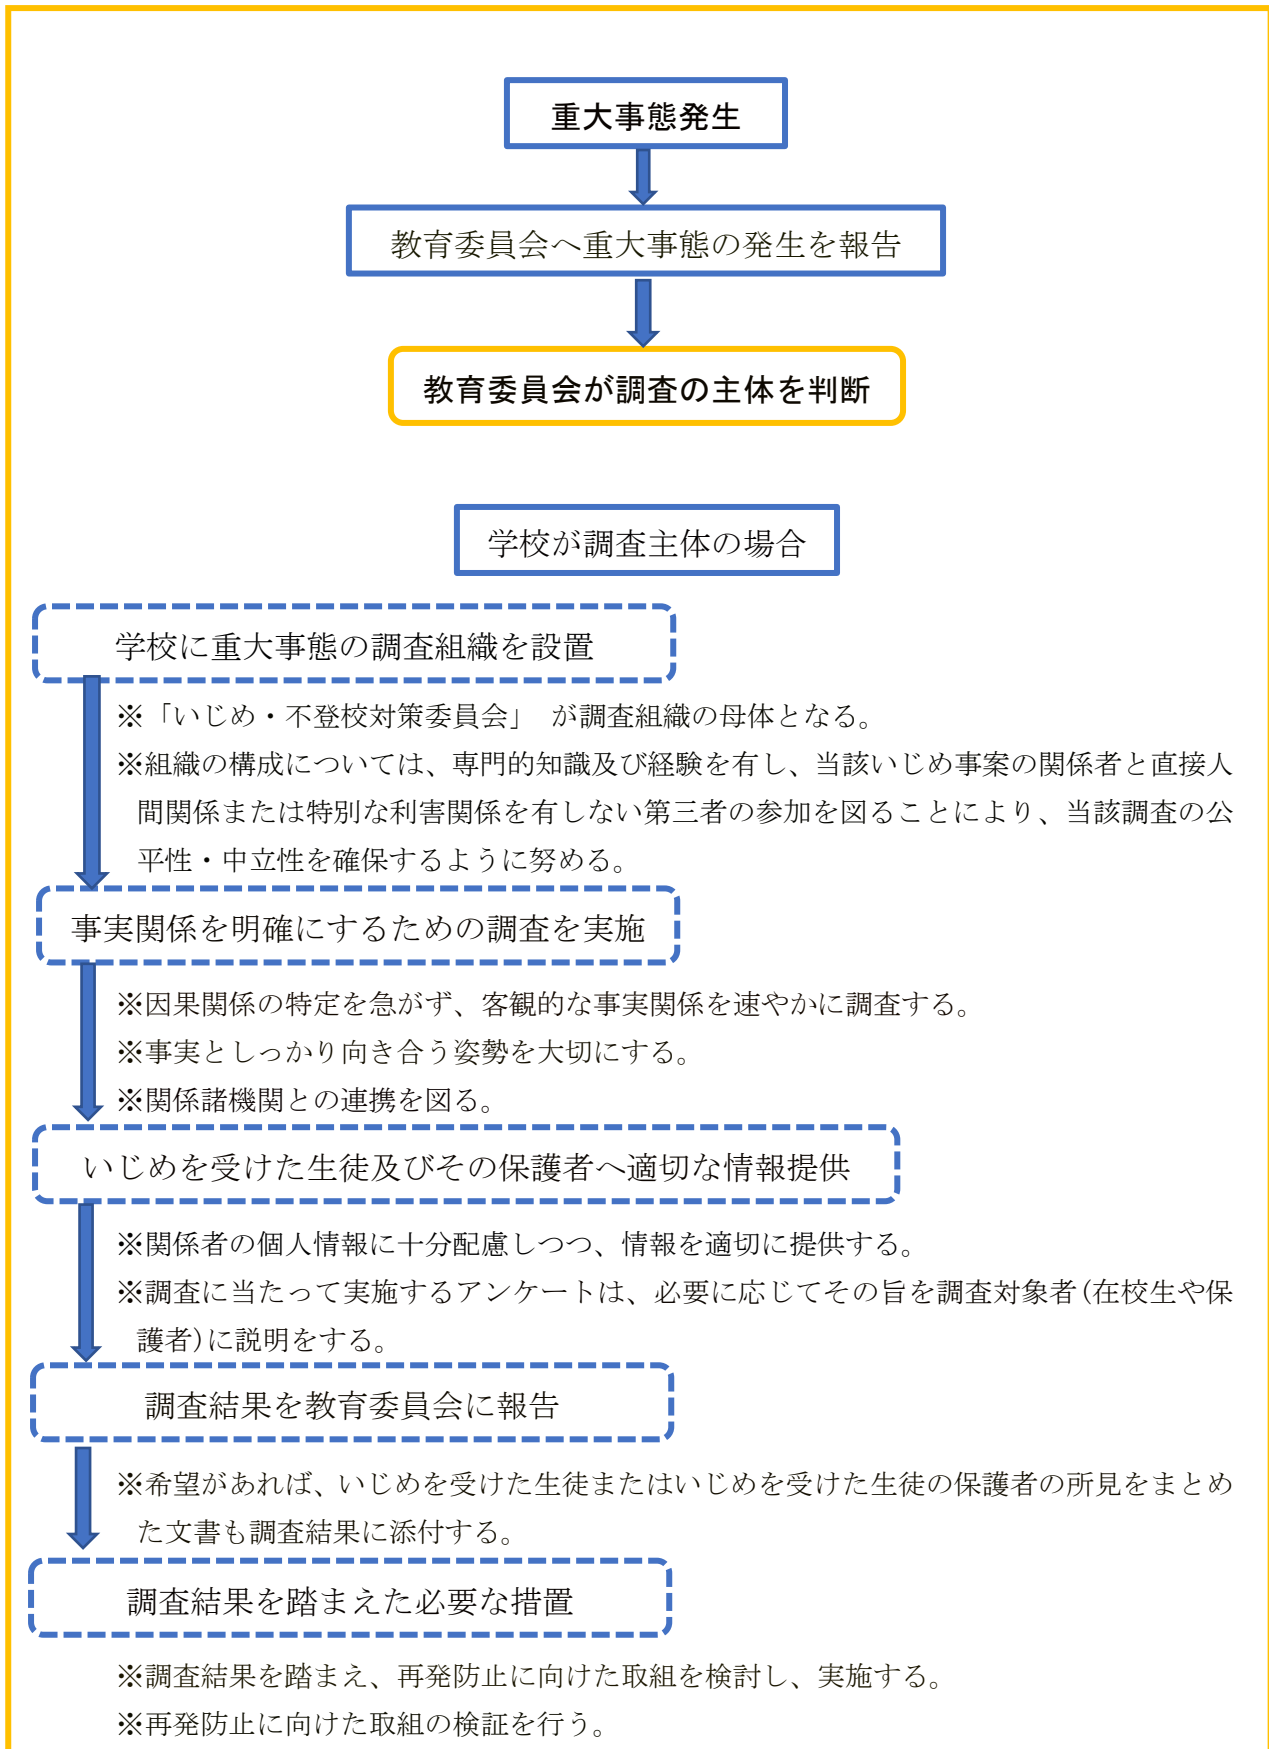 重大事態発生
教育委員会へ重大事態の発生を報告
教育委員会が調査の主体を判断
学校が調査主体の場合
学校に重大事態の調査組織を設置
※「いじめ・不登校対策委員会」 が調査組織の母体となる。
※組織の構成については、専門的知識及び経験を有し、当該いじめ事案の関係者と直接人
間関係または特別な利害関係を有しない第三者の参加を図ることにより、当該調査の公
平性・中立性を確保するように努める。
事実関係を明確にするための調査を実施
※因果関係の特定を急がず、客観的な事実関係を速やかに調査する。
※事実としっかり向き合う姿勢を大切にする。
※関係諸機関との連携を図る。
いじめを受けた生徒及びその保護者へ適切な情報提供
※関係者の個人情報に十分配慮しつつ、情報を適切に提供する。
※調査に当たって実施するアンケートは、必要に応じてその旨を調査対象者(在校生や保
護者)に説明をする。
調査結果を教育委員会に報告
※希望があれば、いじめを受けた生徒またはいじめを受けた生徒の保護者の所見をまとめ
た文書も調査結果に添付する。
調査結果を踏まえた必要な措置
※調査結果を踏まえ、再発防止に向けた取組を検討し、実施する。
※再発防止に向けた取組の検証を行う。